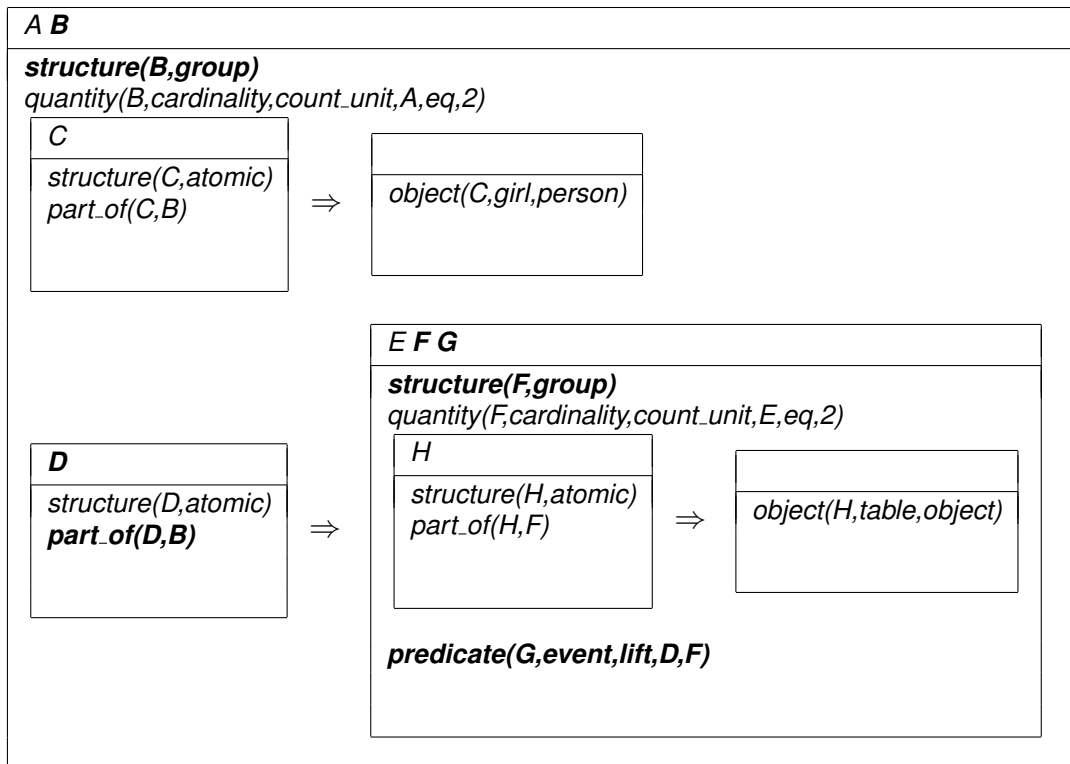 A B
structure(B,group)
quantity(B,cardinality,count_unit,A,eq,2)
C
structure(C,atomic)
part_of(C,B)
⇒
object(C,girl,person)
D
structure(D,atomic)
part_of(D,B)
⇒
E F G
structure(F,group)
quantity(F,cardinality,count_unit,E,eq,2)
H
structure(H,atomic)
part_of(H,F)
⇒
object(H,table,object)
predicate(G,event,lift,D,F)